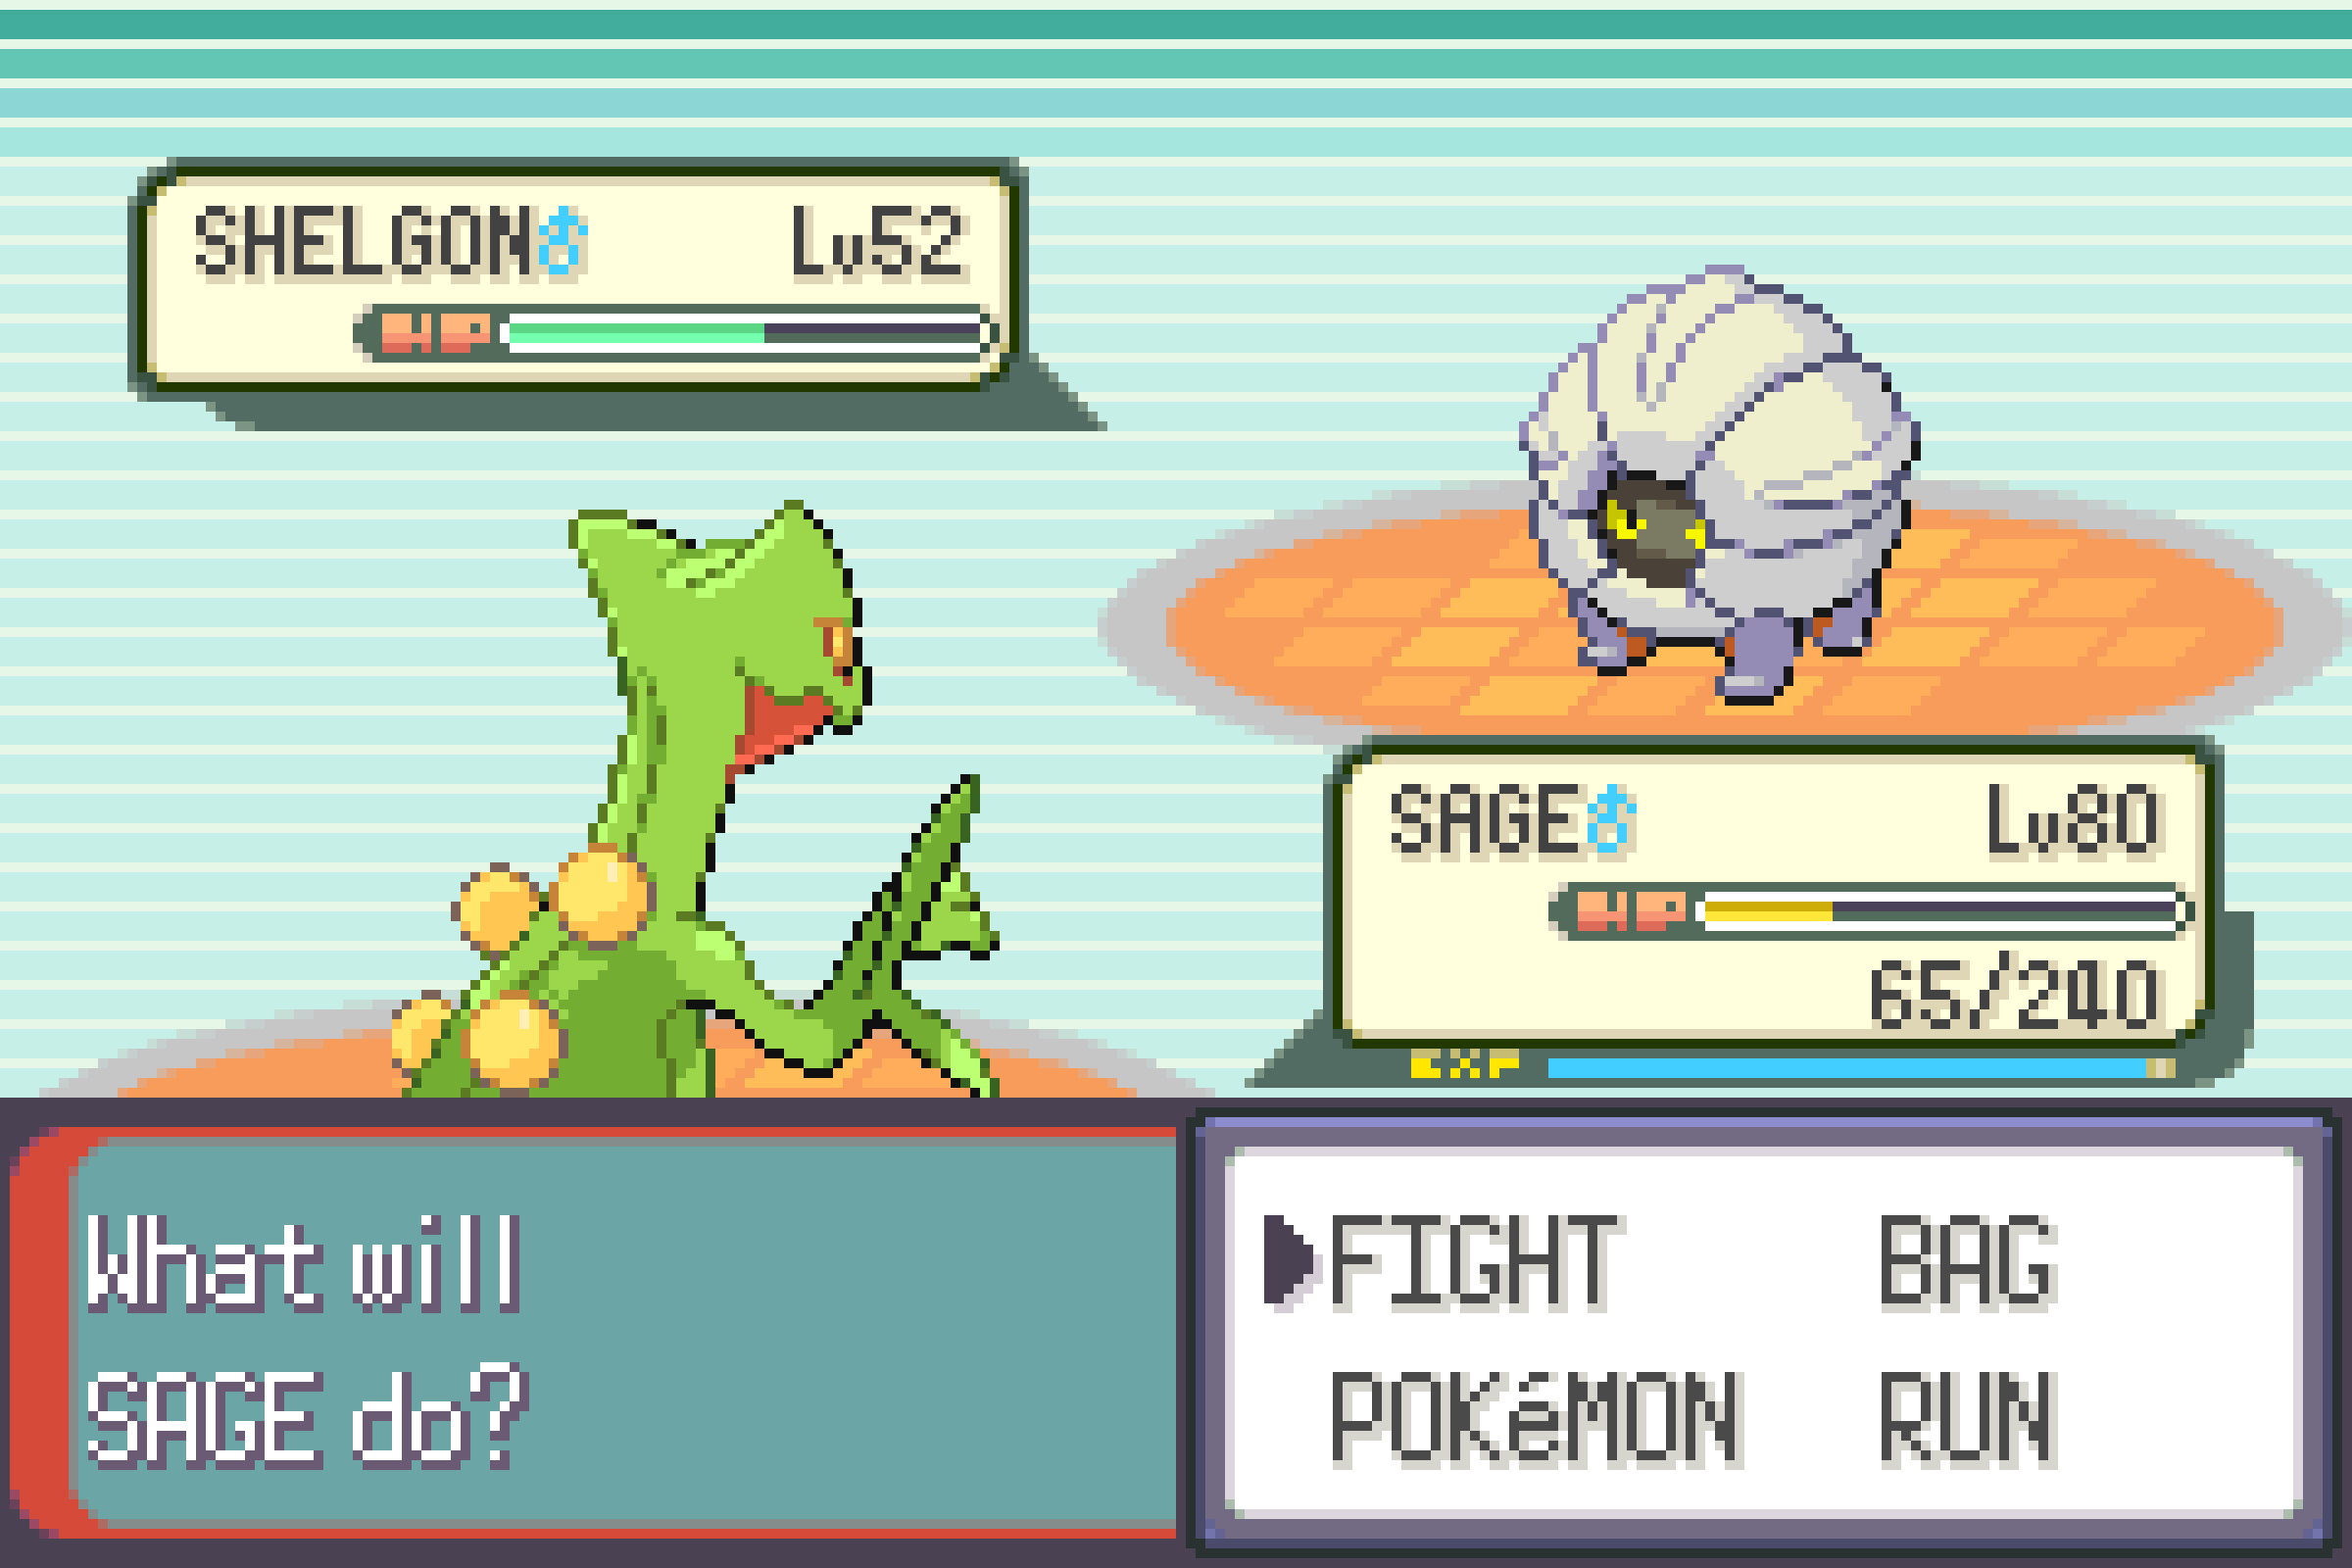 SHELGON♂ Lv52
HP
SAGE♂ Lv80
HP
65/240
EXP
What will
SAGE do?
FIGHT BAG
POKéMON RUN